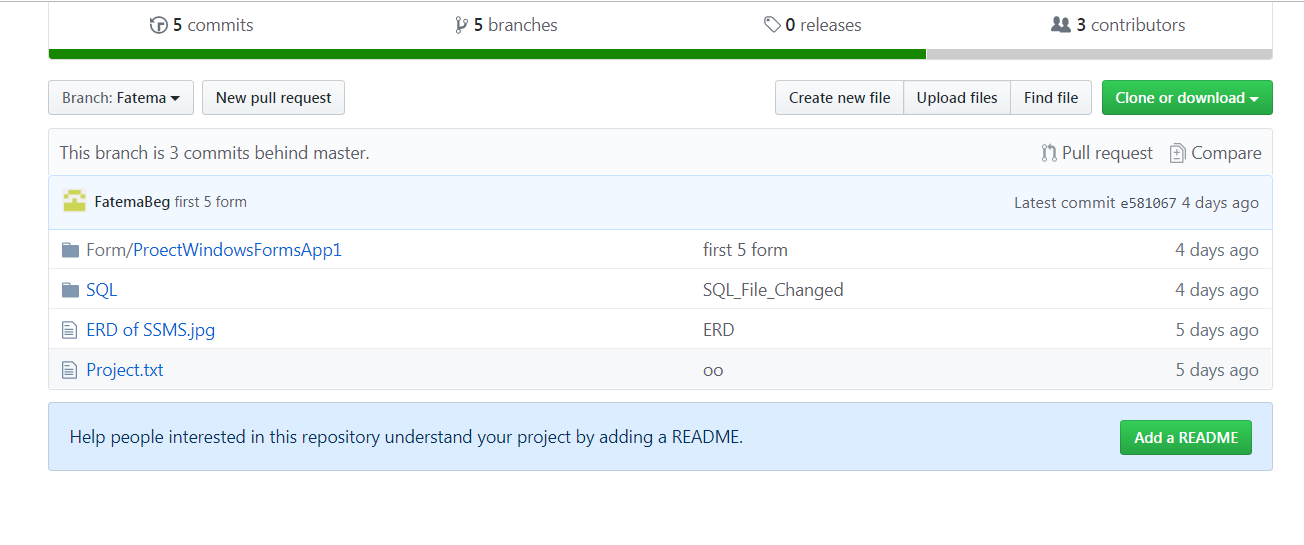 5 commits 5 branches 0 releases 3 contributors
Branch: Fatema New pull request Create new file Upload files Find file Clone or download
This branch is 3 commits behind master. Pull request Compare
FatemaBeg first 5 form Latest commit e581067 4 days ago
Form/ProectWindowsFormsApp1 first 5 form 4 days ago
SQL SQL_File_Changed 4 days ago
ERD of SSMS.jpg ERD 5 days ago
Project.txt oo 5 days ago
Help people interested in this repository understand your project by adding a README. Add a README